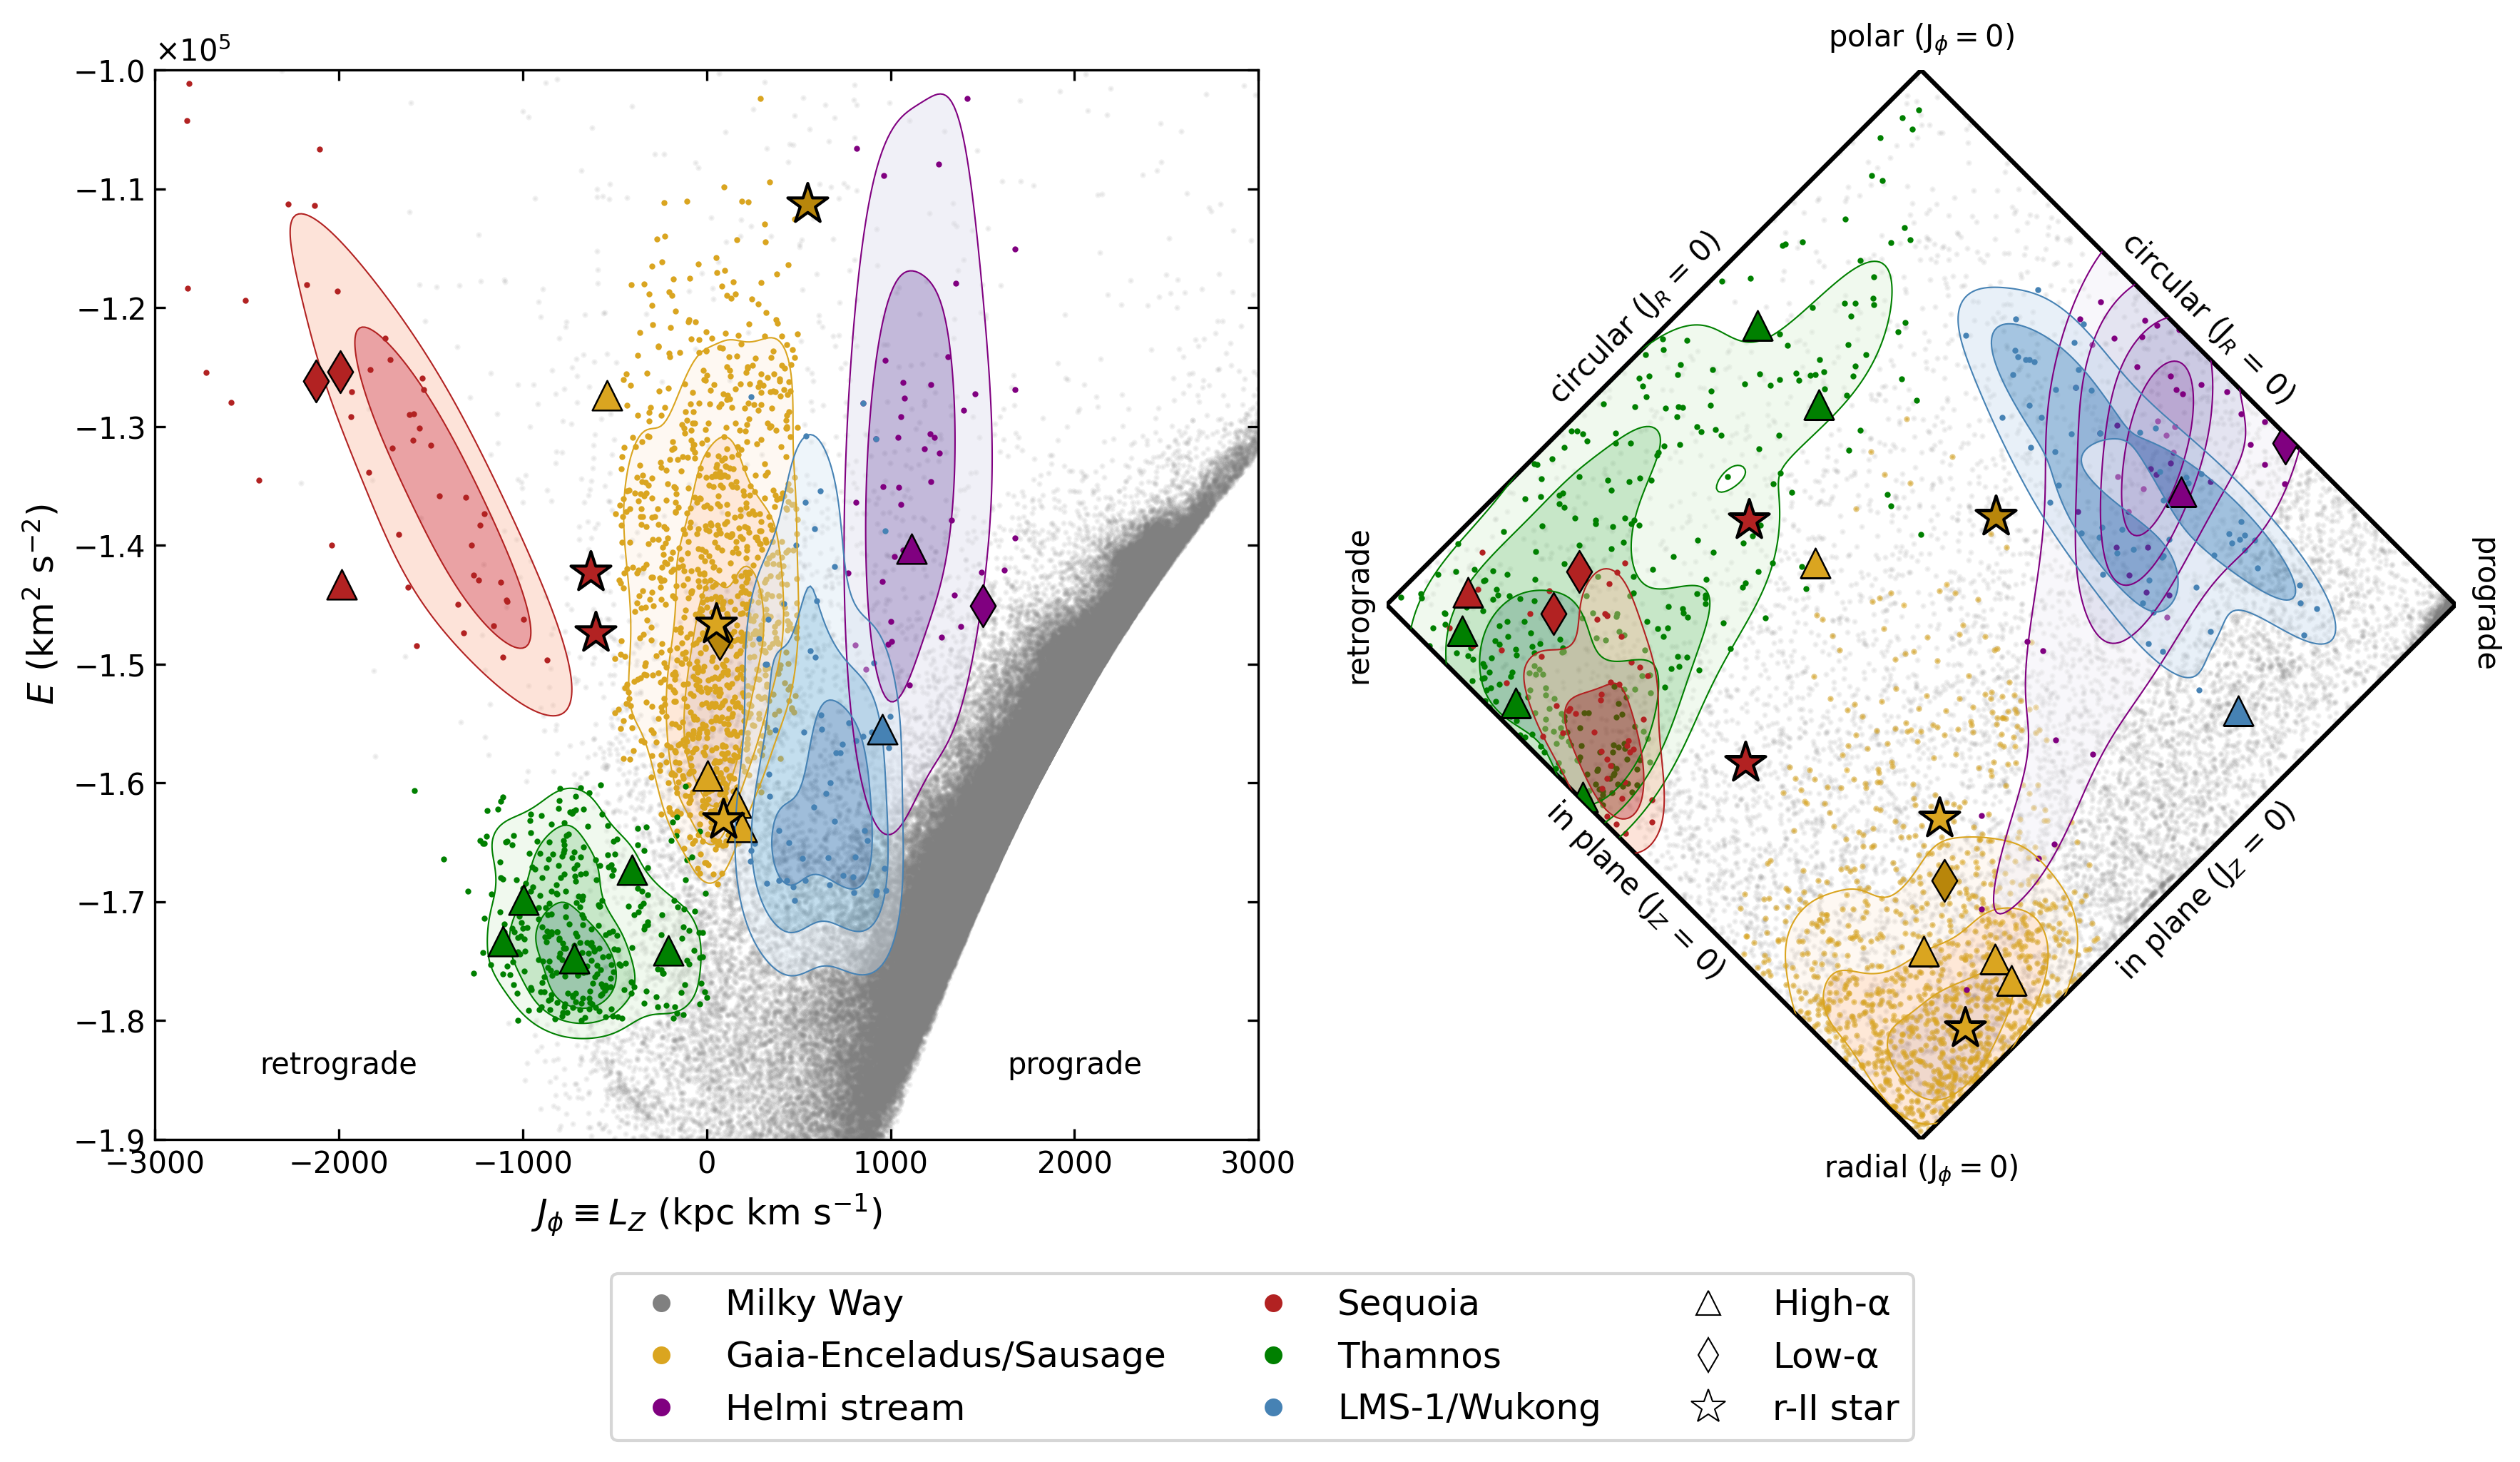 ×10⁵
−1.0
−1.1
−1.2
−1.3
−1.4
−1.5
−1.6
−1.7
−1.8
−1.9
E (km² s⁻²)
retrograde
prograde
−3000
−2000
−1000
0
1000
2000
3000
J_ϕ ≡ L_Z (kpc km s⁻¹)
polar (J_ϕ = 0)
circular (J_R = 0)
circular (J_R = 0)
retrograde
prograde
in plane (J_Z = 0)
in plane (J_Z = 0)
radial (J_ϕ = 0)
Milky Way
Gaia-Enceladus/Sausage
Helmi stream
Sequoia
Thamnos
LMS-1/Wukong
High-α
Low-α
r-II star